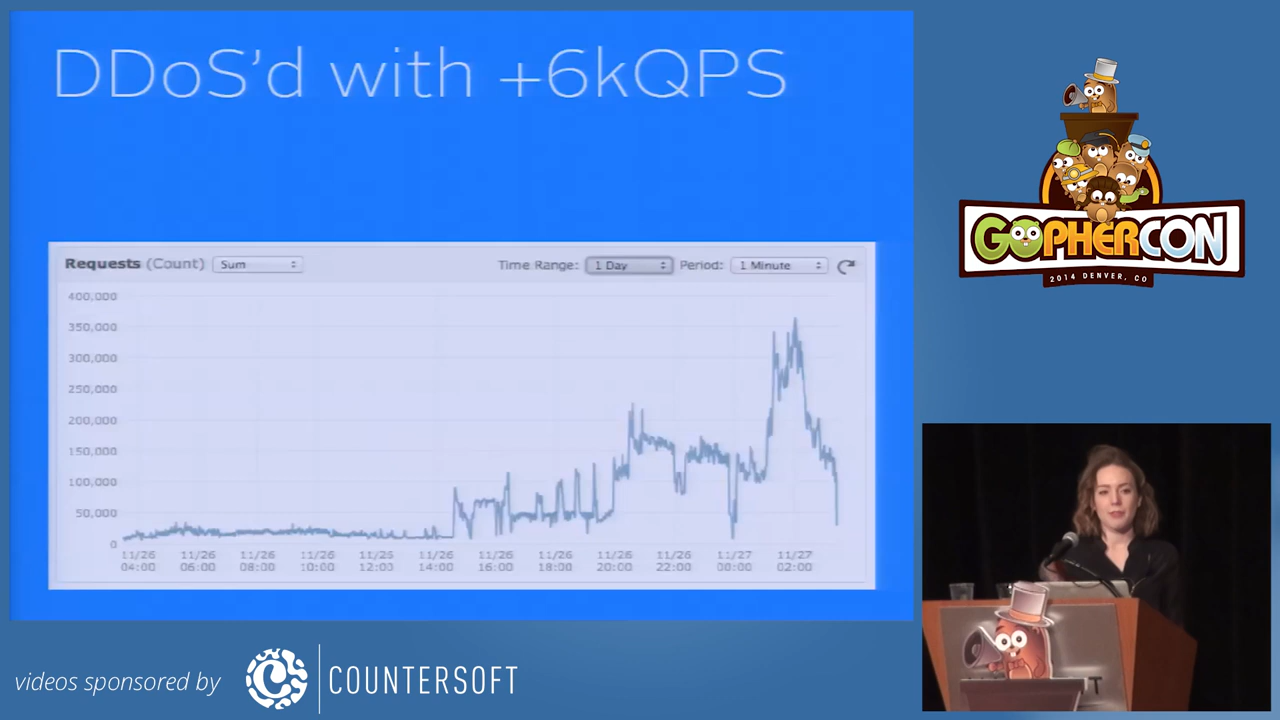 DDoS’d with +6kQPS
Requests (Count) Sum Time Range: 1 Day Period: 1 Minute
400,000
350,000
300,000
250,000
200,000
150,000
100,000
50,000
0
11/26 11/26 11/26 11/26 11/26 11/26 11/26 11/26 11/26 11/26 11/27 11/27
04:00 06:00 08:00 10:00 12:00 14:00 16:00 18:00 20:00 22:00 00:00 02:00
GOPHERCON
2014 DENVER, CO
videos sponsored by
COUNTERSOFT